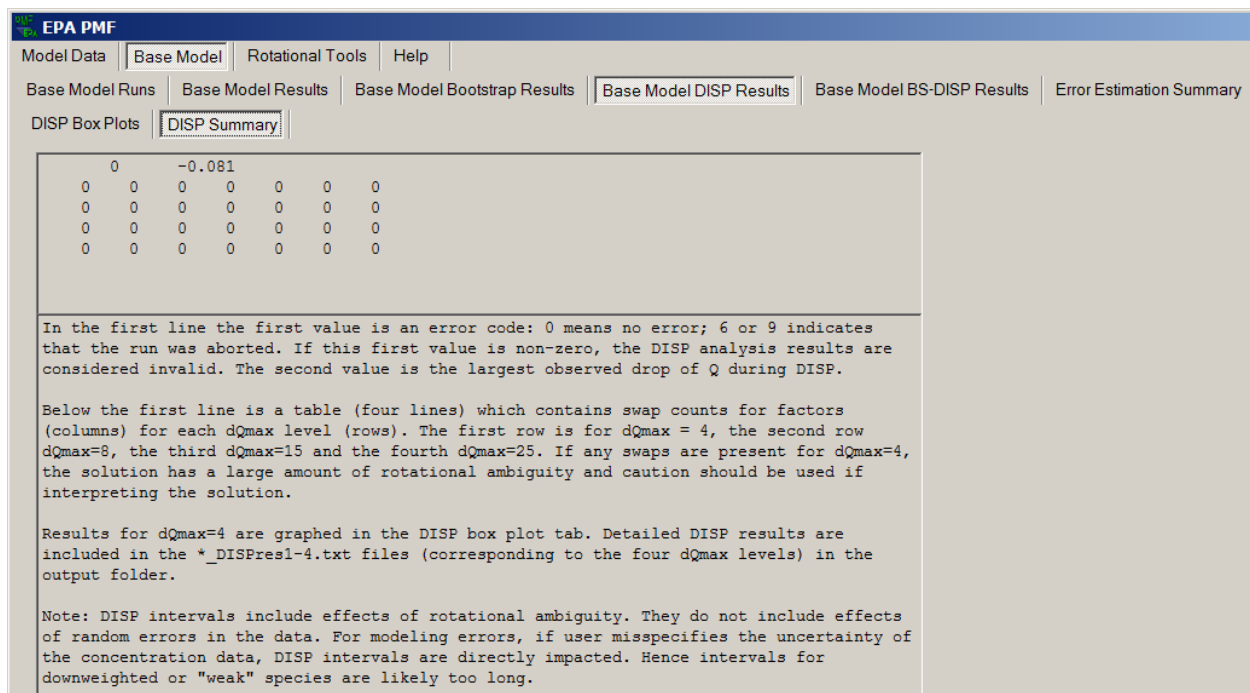 PMF
EPA
EPA PMF
Model Data Base Model Rotational Tools Help
Base Model Runs Base Model Results Base Model Bootstrap Results Base Model DISP Results Base Model BS-DISP Results Error Estimation Summary
DISP Box Plots DISP Summary
0 -0.081
0 0 0 0 0 0 0
0 0 0 0 0 0 0
0 0 0 0 0 0 0
0 0 0 0 0 0 0
In the first line the first value is an error code: 0 means no error; 6 or 9 indicates
that the run was aborted. If this first value is non-zero, the DISP analysis results are
considered invalid. The second value is the largest observed drop of Q during DISP.
Below the first line is a table (four lines) which contains swap counts for factors
(columns) for each dQmax level (rows). The first row is for dQmax = 4, the second row
dQmax=8, the third dQmax=15 and the fourth dQmax=25. If any swaps are present for dQmax=4,
the solution has a large amount of rotational ambiguity and caution should be used if
interpreting the solution.
Results for dQmax=4 are graphed in the DISP box plot tab. Detailed DISP results are
included in the *_DISPres1-4.txt files (corresponding to the four dQmax levels) in the
output folder.
Note: DISP intervals include effects of rotational ambiguity. They do not include effects
of random errors in the data. For modeling errors, if user misspecifies the uncertainty of
the concentration data, DISP intervals are directly impacted. Hence intervals for
downweighted or "weak" species are likely too long.